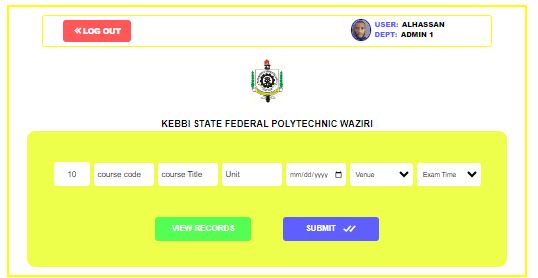 « LOG OUT
USER: ALHASSAN
DEPT: ADMIN 1
KEBBI STATE FEDERAL POLYTECHNIC WAZIRI
10 course code course Title Unit mm/dd/yyyy Venue Exam Time
VIEW RECORDS SUBMIT